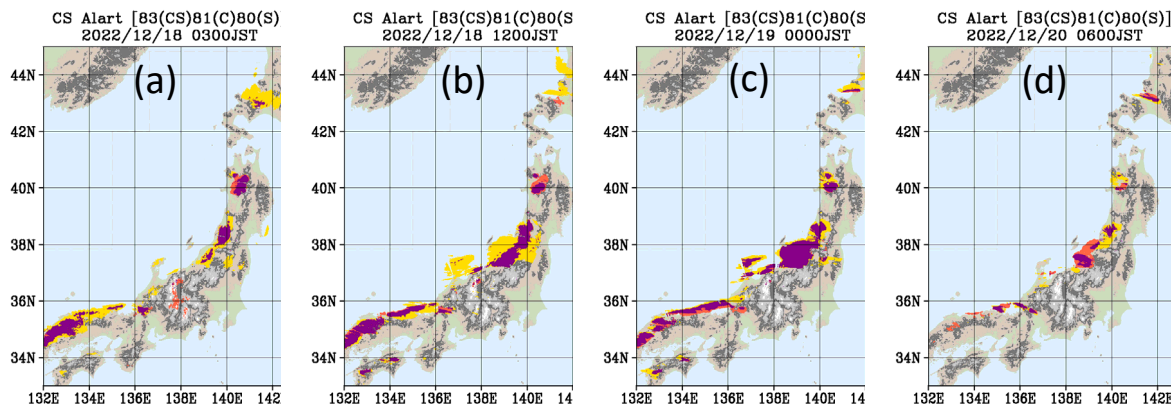 CS Alart [83(CS)81(C)80(S)]
2022/12/18 0300JST
(a)
44N
42N
40N
38N
36N
34N
132E 134E 136E 138E 140E 142
CS Alart [83(CS)81(C)80(S
2022/12/18 1200JST
(b)
44N
42N
40N
38N
36N
34N
132E 134E 136E 138E 140E 14
CS Alart [83(CS)81(C)80(S
2022/12/19 0000JST
(c)
44N
42N
40N
38N
36N
34N
132E 134E 136E 138E 140E 14
CS Alart [83(CS)81(C)80(S]
2022/12/20 0600JST
(d)
44N
42N
40N
38N
36N
34N
132E 134E 136E 138E 140E 142E